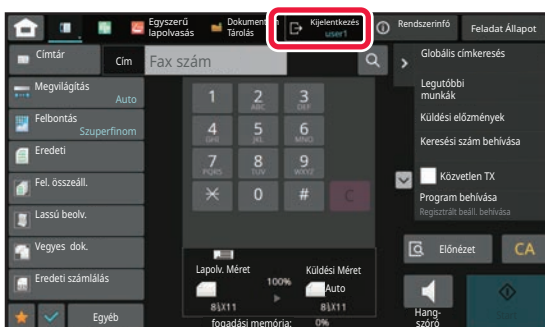 Egyszerű
lapolvasás
Dokumentum
Tárolás
Kijelentkezés
user1
Rendszerinfó
Feladat Állapot
Címtár
Cím
Fax szám
Globális címkeresés
Megvilágítás
Auto
Legutóbbi
munkák
Felbontás
Szuperfinom
Küldési előzmények
Keresési szám behívása
Eredeti
Fel. összeáll.
Lassú beolv.
Vegyes dok.
Eredeti számlálás
Egyéb
1
2
ABC
3
DEF
4
GHI
5
JKL
6
MNO
7
PQRS
8
TUV
9
WXYZ
0
#
C
Közvetlen TX
Program behívása
Regisztrált beáll. behívása
Előnézet
CA
Lapolv. Méret
100%
Küldési Méret
Auto
8½X11
8½X11
fogadási memória: 0%
Hang-
szóró
Start